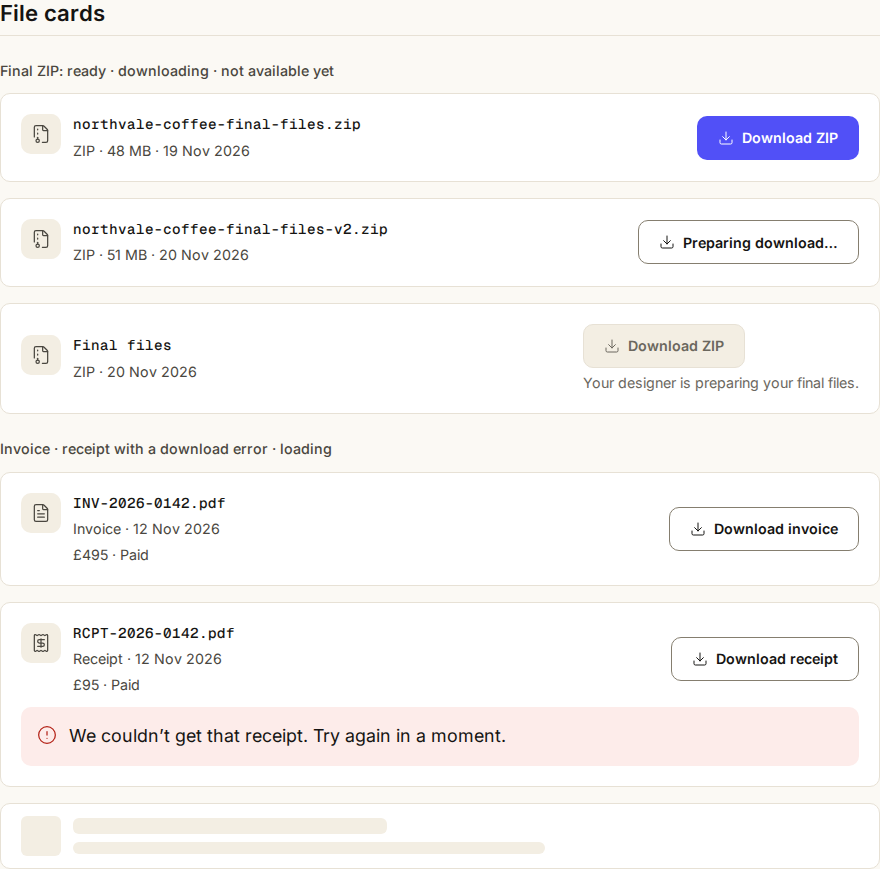 File cards
Final ZIP: ready · downloading · not available yet
northvale-coffee-final-files.zip
ZIP · 48 MB · 19 Nov 2026
Download ZIP
northvale-coffee-final-files-v2.zip
ZIP · 51 MB · 20 Nov 2026
Preparing download…
Final files
ZIP · 20 Nov 2026
Download ZIP
Your designer is preparing your final files.
Invoice · receipt with a download error · loading
INV-2026-0142.pdf
Invoice · 12 Nov 2026
£495 · Paid
Download invoice
RCPT-2026-0142.pdf
Receipt · 12 Nov 2026
£95 · Paid
Download receipt
We couldn’t get that receipt. Try again in a moment.